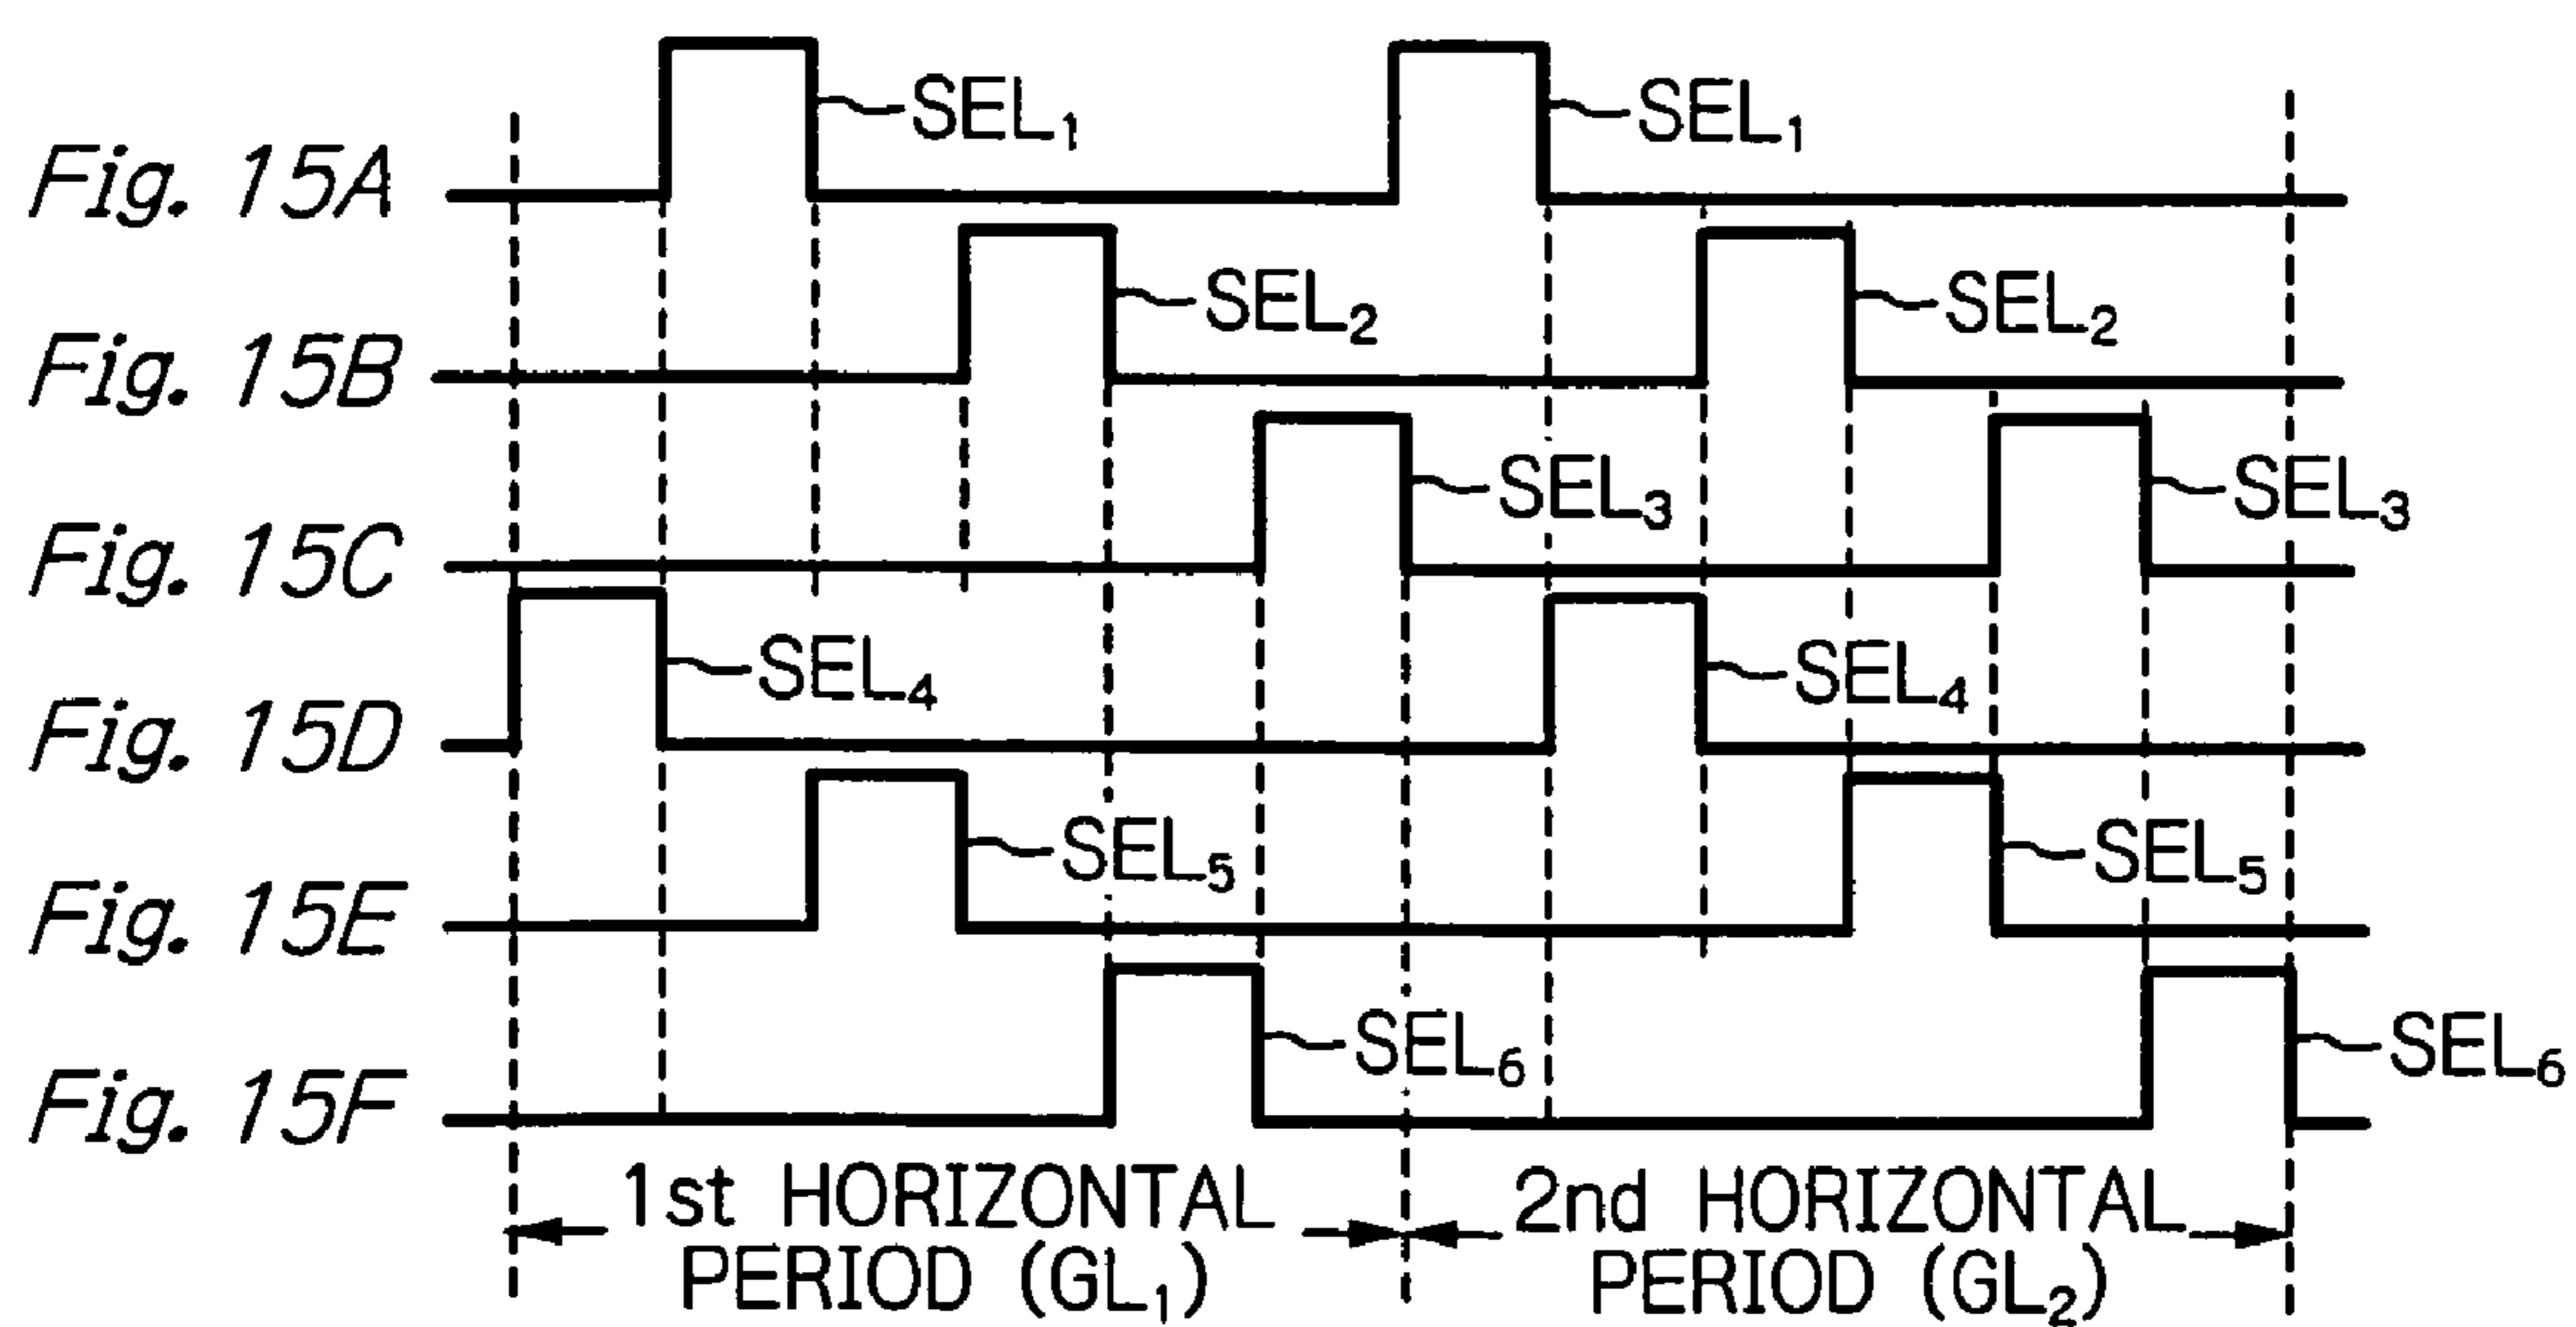 Fig. 15A SEL1 SEL1
Fig. 15B SEL2 SEL2
Fig. 15C SEL3 SEL3
Fig. 15D SEL4 SEL4
Fig. 15E SEL5 SEL5
Fig. 15F SEL6 SEL6
1st HORIZONTAL
PERIOD (GL1)
2nd HORIZONTAL
PERIOD (GL2)